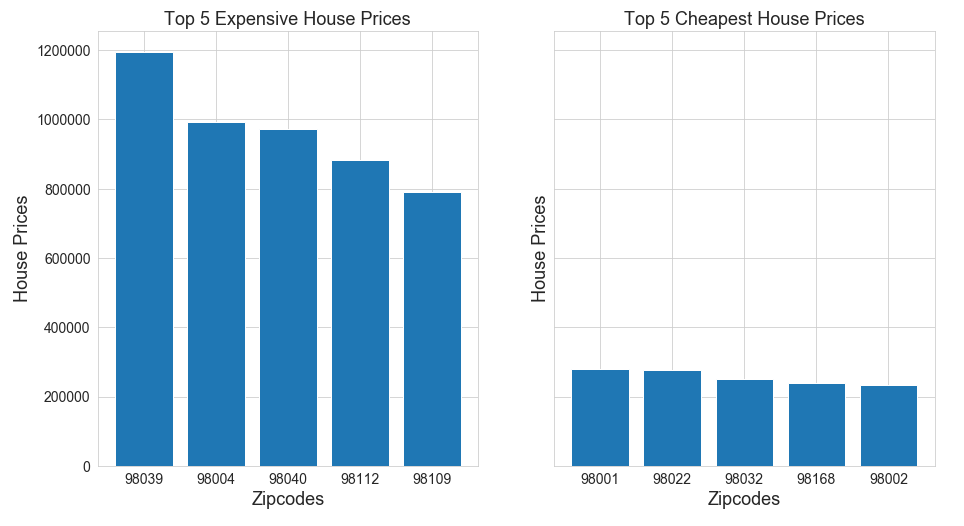 Top 5 Expensive House Prices
Top 5 Cheapest House Prices
House Prices
1200000
1000000
800000
600000
400000
200000
0
98039 98004 98040 98112 98109
Zipcodes
House Prices
98001 98022 98032 98168 98002
Zipcodes